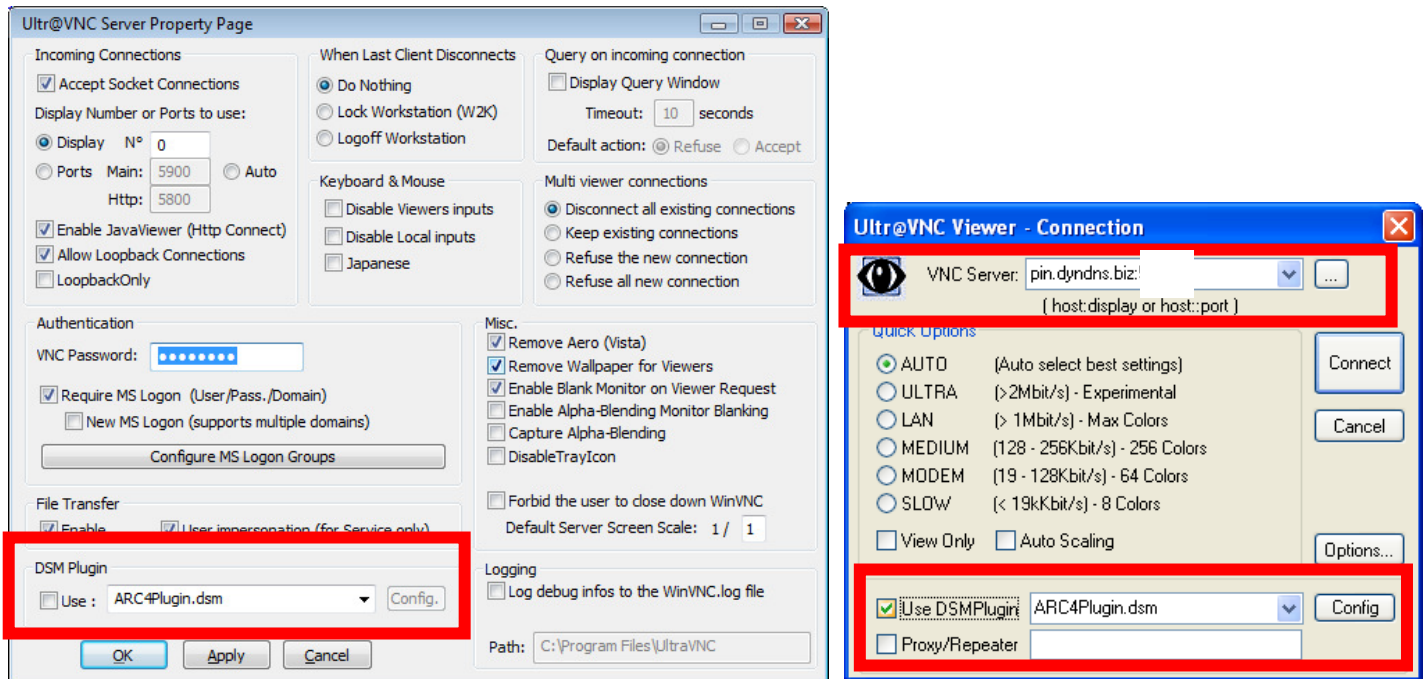 Ultr@VNC Server Property Page
Incoming Connections
Accept Socket Connections
Display Number or Ports to use:
Display N° 0
Ports Main: 5900 Auto
Http: 5800
Enable JavaViewer (Http Connect)
Allow Loopback Connections
LoopbackOnly
When Last Client Disconnects
Do Nothing
Lock Workstation (W2K)
Logoff Workstation
Keyboard & Mouse
Disable Viewers inputs
Disable Local inputs
Japanese
Query on incoming connection
Display Query Window
Timeout: 10 seconds
Default action: Refuse Accept
Multi viewer connections
Disconnect all existing connections
Keep existing connections
Refuse the new connection
Refuse all new connection
Authentication
VNC Password:
Require MS Logon (User/Pass./Domain)
New MS Logon (supports multiple domains)
Configure MS Logon Groups
File Transfer
Enable User impersonation (for Service only)
DSM Plugin
Use : ARC4Plugin.dsm Config.
Misc.
Remove Aero (Vista)
Remove Wallpaper for Viewers
Enable Blank Monitor on Viewer Request
Enable Alpha-Blending Monitor Blanking
Capture Alpha-Blending
DisableTrayIcon
Forbid the user to close down WinVNC
Default Server Screen Scale: 1 / 1
Logging
Log debug infos to the WinVNC.log file
Path: C:\Program Files\UltraVNC
OK Apply Cancel
Ultr@VNC Viewer - Connection
VNC Server: pin.dyndns.biz: ...
( host:display or host::port )
Quick Options
AUTO (Auto select best settings)
ULTRA (>2Mbit/s) - Experimental
LAN (> 1Mbit/s) - Max Colors
MEDIUM (128 - 256Kbit/s) - 256 Colors
MODEM (19 - 128Kbit/s) - 64 Colors
SLOW (< 19kKbit/s) - 8 Colors
View Only Auto Scaling
Connect
Cancel
Options...
Use DSMPlugin ARC4Plugin.dsm Config
Proxy/Repeater